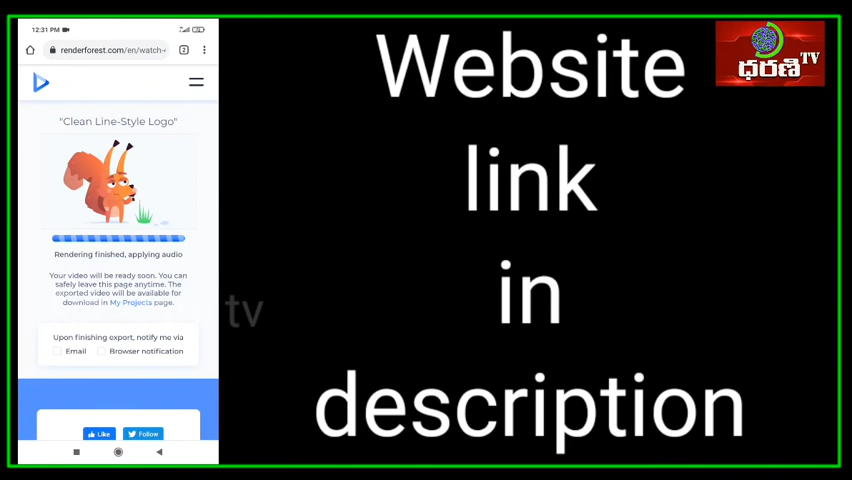 12:31 PM
renderforest.com/en/watch-
2
"Clean Line-Style Logo"
Rendering finished, applying audio
Your video will be ready soon. You can
safely leave this page anytime. The
exported video will be available for
download in My Projects page.
Upon finishing export, notify me via
Email
Browser notification
Like
Follow
tv
Website
link
in
description
ధరణి TV